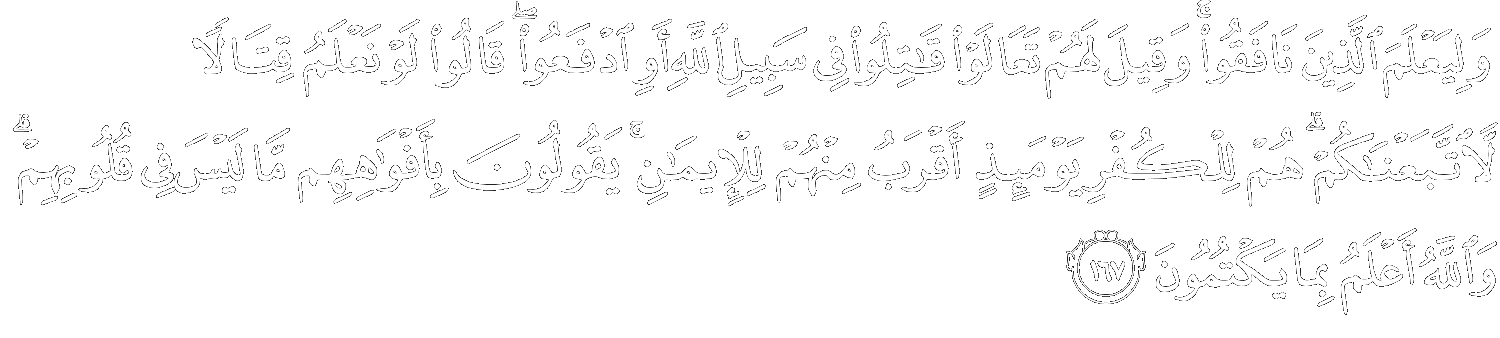 وَلِيَعْلَمَ ٱلَّذِينَ نَافَقُوا۟ ۚ وَقِيلَ لَهُمْ تَعَالَوْا۟ قَـٰتِلُوا۟ فِى سَبِيلِ ٱللَّهِ أَوِ ٱدْفَعُوا۟ ۖ قَالُوا۟ لَوْ نَعْلَمُ قِتَالًا
لَّٱتَّبَعْنَـٰكُمْ ۗ هُمْ لِلْكُفْرِ يَوْمَئِذٍ أَقْرَبُ مِنْهُمْ لِلْإِيمَـٰنِ ۚ يَقُولُونَ بِأَفْوَٰهِهِم مَّا لَيْسَ فِى قُلُوبِهِمْ ۗ
وَٱللَّهُ أَعْلَمُ بِمَا يَكْتُمُونَ ١٦٧